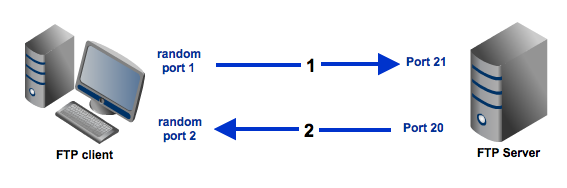 random
port 1
1
Port 21
random
port 2
2
Port 20
FTP client
FTP Server